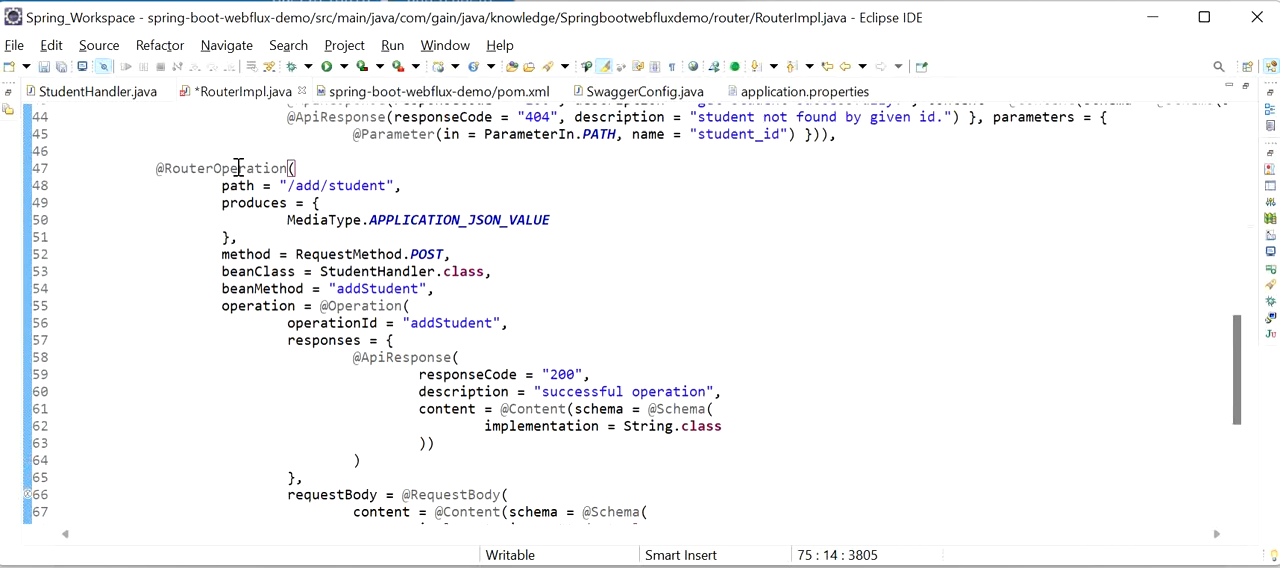 Spring_Workspace - spring-boot-webflux-demo/src/main/java/com/gain/java/knowledge/Springbootwebfluxdemo/router/RouterImpl.java - Eclipse IDE
File Edit Source Refactor Navigate Search Project Run Window Help
StudentHandler.java *RouterImpl.java spring-boot-webflux-demo/pom.xml SwaggerConfig.java application.properties
44 @ApiResponse(responseCode = "404", description = "student not found by given id.") }, parameters = {
45 @Parameter(in = ParameterIn.PATH, name = "student_id") })),
46
47 @RouterOperation(
48 path = "/add/student",
49 produces = {
50 MediaType.APPLICATION_JSON_VALUE
51 },
52 method = RequestMethod.POST,
53 beanClass = StudentHandler.class,
54 beanMethod = "addStudent",
55 operation = @Operation(
56 operationId = "addStudent",
57 responses = {
58 @ApiResponse(
59 responseCode = "200",
60 description = "successful operation",
61 content = @Content(schema = @Schema(
62 implementation = String.class
63 ))
64 )
65 },
66 requestBody = @RequestBody(
67 content = @Content(schema = @Schema(
Writable Smart Insert 75 : 14 : 3805